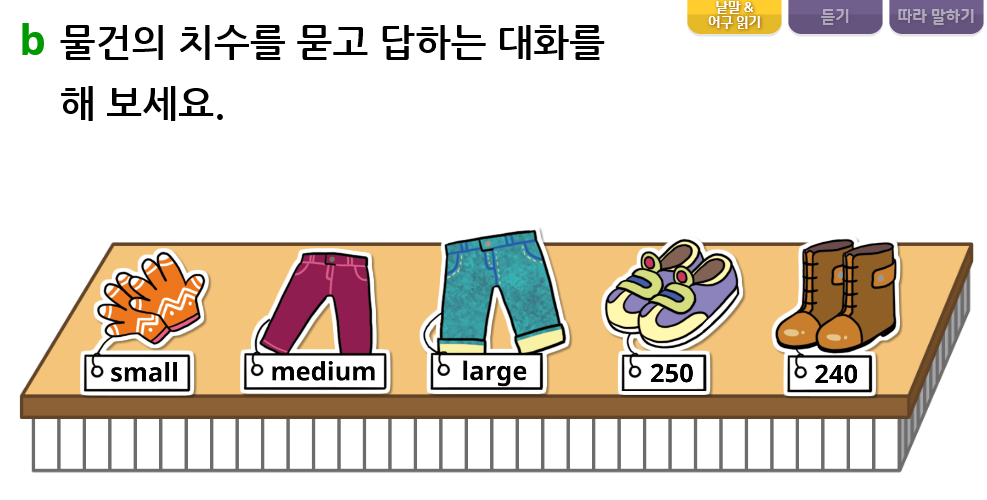 낱말 &
어구 읽기
듣기
따라 말하기
b 물건의 치수를 묻고 답하는 대화를
해 보세요.
small
medium
large
250
240